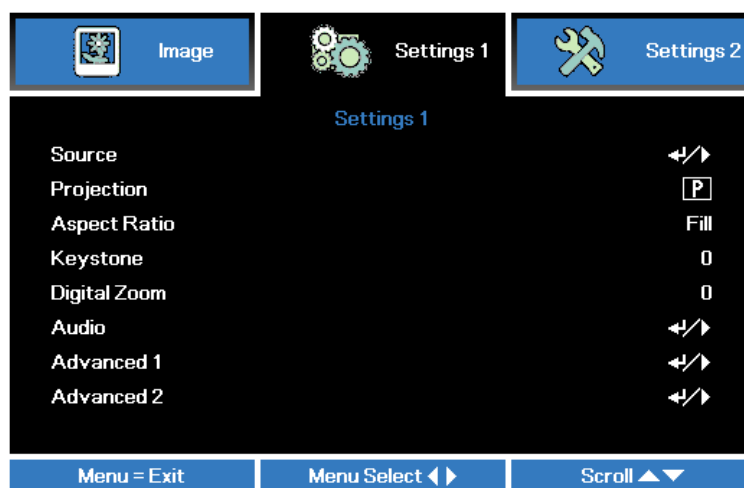 Image
Settings 1
Settings 2
Settings 1
Source ↵/▶
Projection P
Aspect Ratio Fill
Keystone 0
Digital Zoom 0
Audio ↵/▶
Advanced 1 ↵/▶
Advanced 2 ↵/▶
Menu = Exit
Menu Select ◀ ▶
Scroll ▲▼